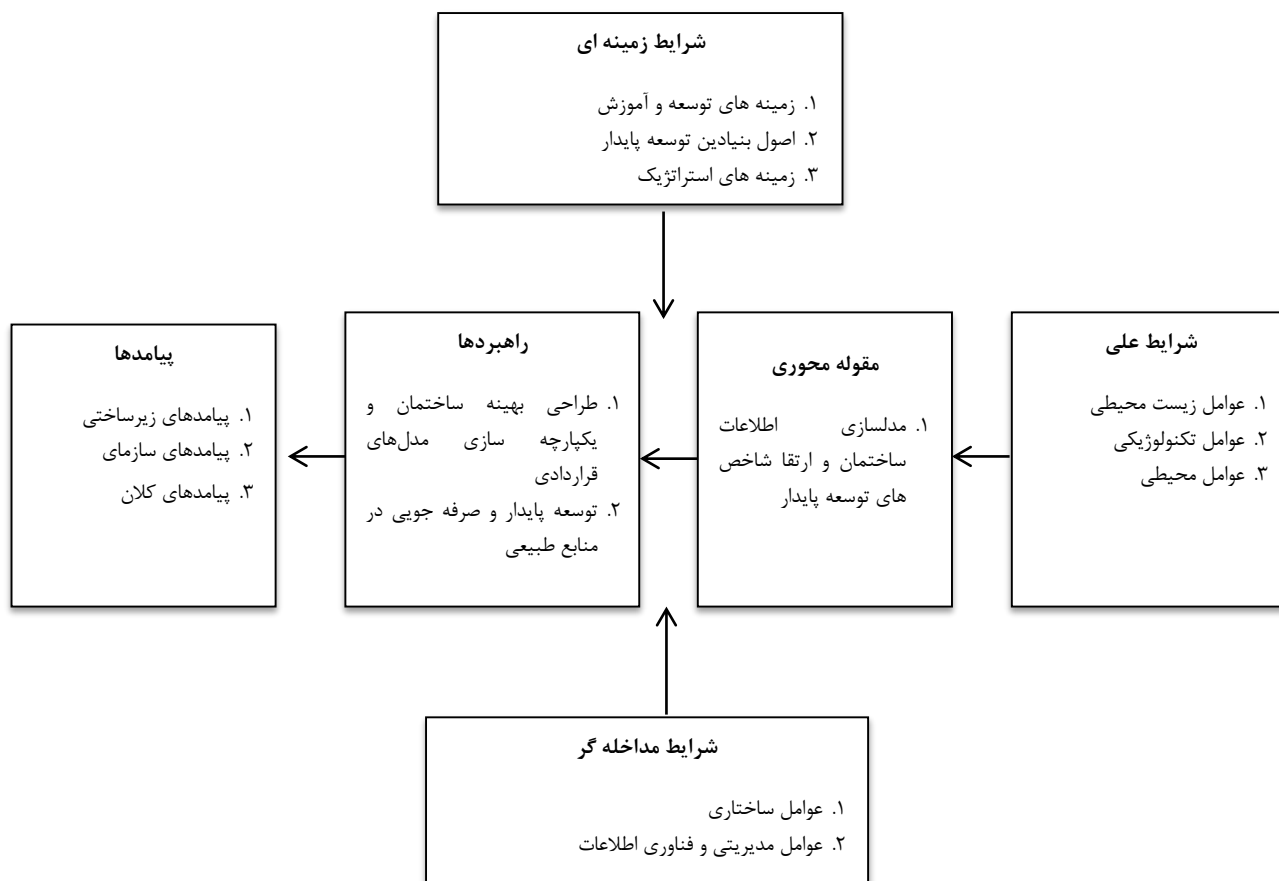 شرایط زمینه ای
۱. زمینه های توسعه و آموزش
۲. اصول بنیادین توسعه پایدار
۳. زمینه های استراتژیک
شرایط علی
۱. عوامل زیست محیطی
۲. عوامل تکنولوژیکی
۳. عوامل محیطی
مقوله محوری
۱. مدلسازی اطلاعات
ساختمان و ارتقا شاخص
های توسعه پایدار
راهبردها
۱. طراحی بهینه ساختمان و
یکپارچه سازی مدل‌های
قراردادی
۲. توسعه پایدار و صرفه جویی در
منابع طبیعی
پیامدها
۱. پیامدهای زیرساختی
۲. پیامدهای سازمای
۳. پیامدهای کلان
شرایط مداخله گر
۱. عوامل ساختاری
۲. عوامل مدیریتی و فناوری اطلاعات